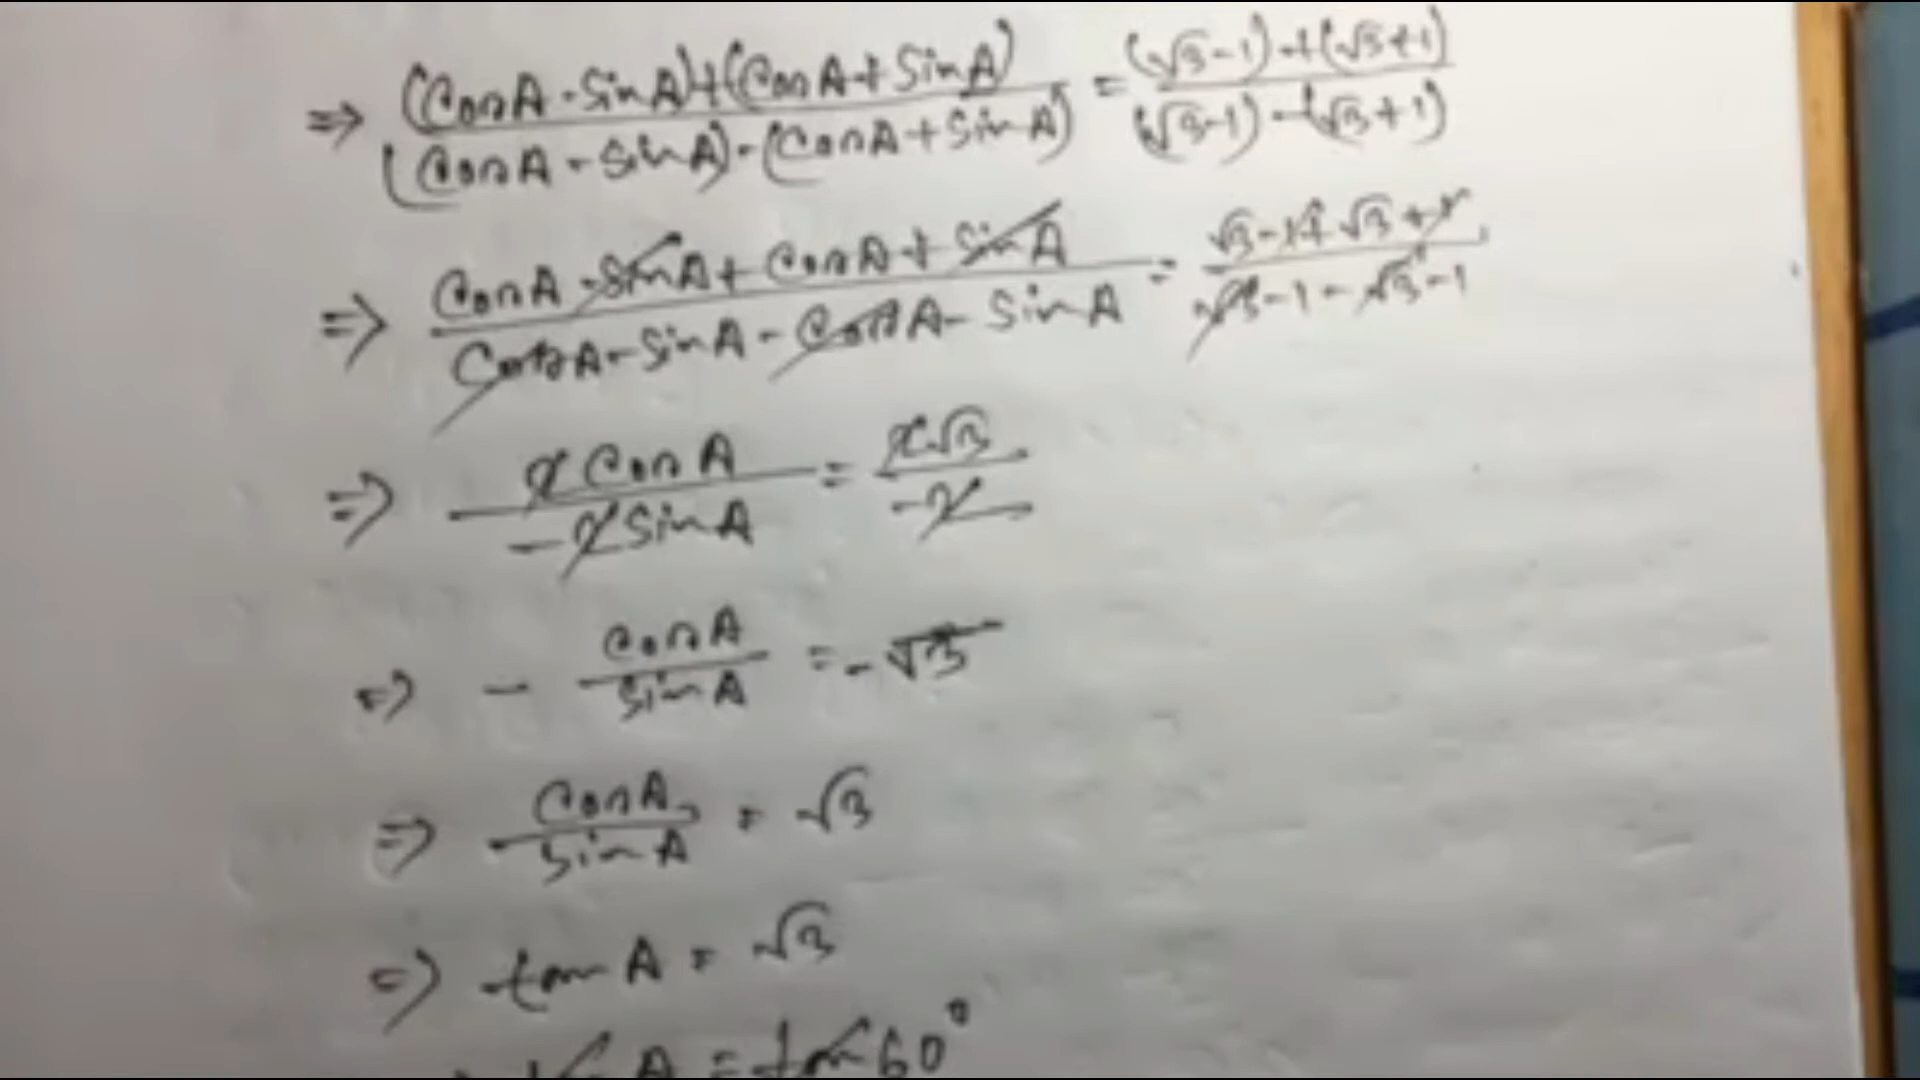 ⇒ (CosA - SinA)+(CosA + SinA) / (CosA - SinA) - (CosA + SinA) = (√3-1)+(√3+1) / (√3-1)-(√3+1)
⇒ CosA - SinA + CosA + SinA / CosA - SinA - CosA - SinA = √3-1+√3+1 / √3-1-√3-1
⇒ 2CosA / -2SinA = 2√3 / -2
⇒ - CosA / SinA = -√3
⇒ CosA / SinA = √3
⇒ tanA = √3
A = tan60°